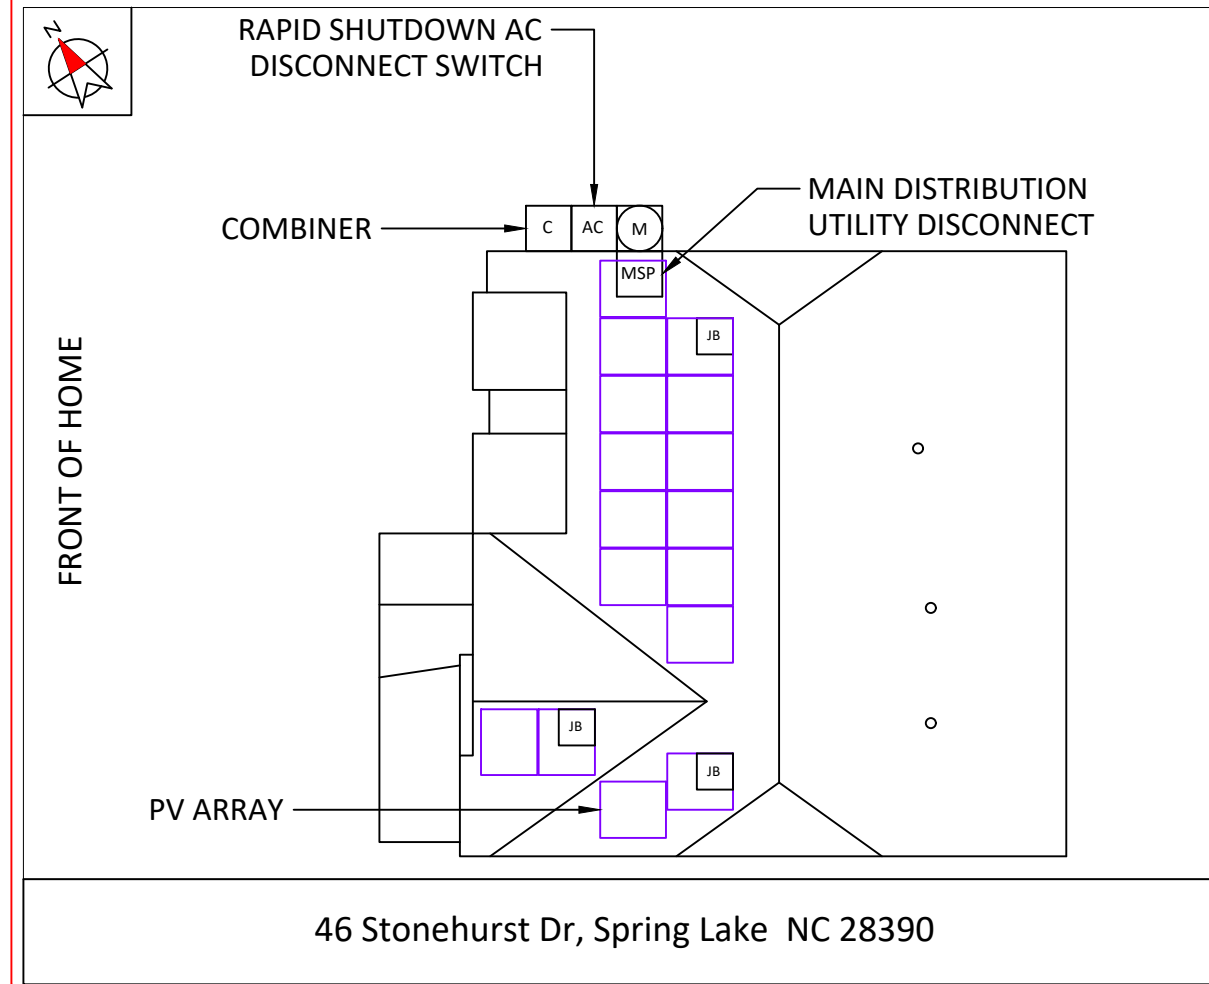 N
RAPID SHUTDOWN AC
DISCONNECT SWITCH
MAIN DISTRIBUTION
UTILITY DISCONNECT
COMBINER
C
AC
M
MSP
JB
FRONT OF HOME
JB
JB
PV ARRAY
46 Stonehurst Dr, Spring Lake  NC 28390